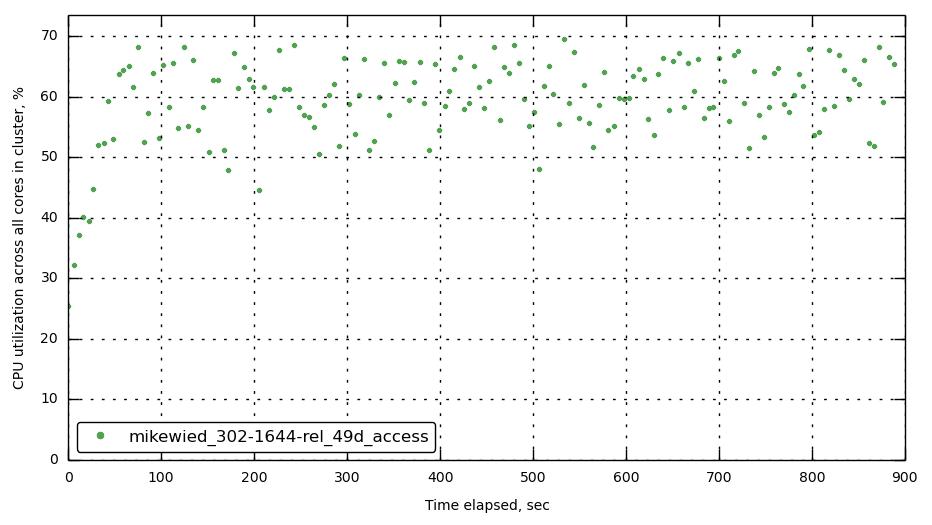 CPU utilization across all cores in cluster, %
70
60
50
40
30
20
10
0
mikewied_302-1644-rel_49d_access
0 100 200 300 400 500 600 700 800 900
Time elapsed, sec